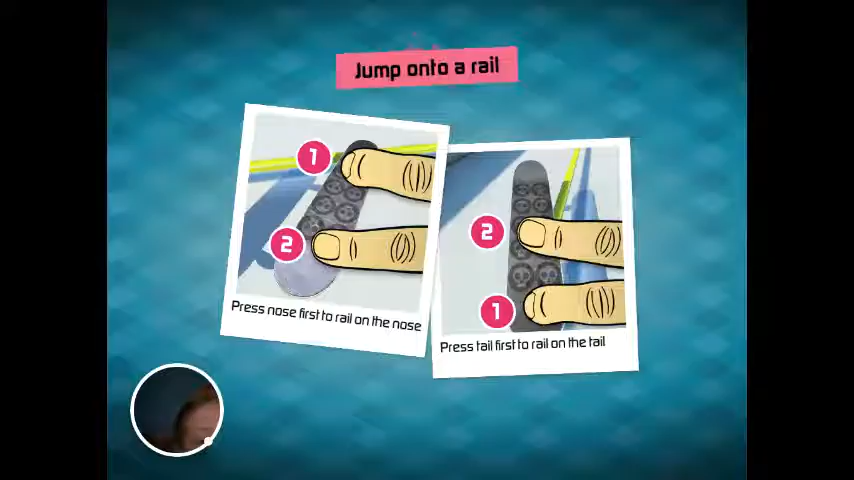 Jump onto a rail
1
2
Press nose first to rail on the nose
2
1
Press tail first to rail on the tail